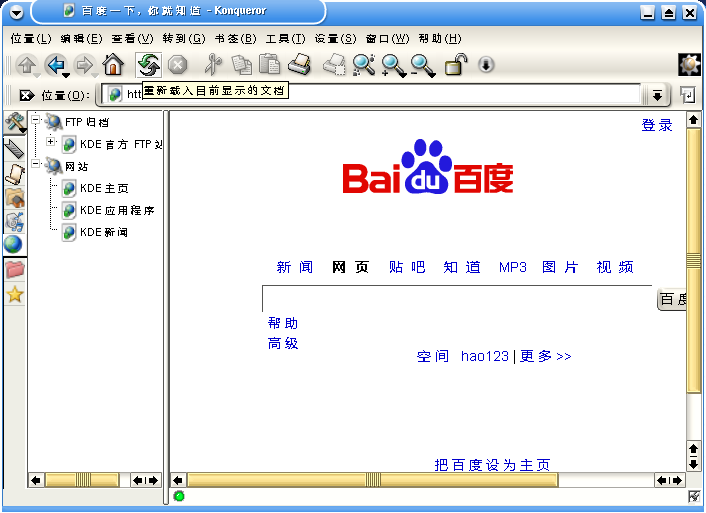 百度一下，你就知道 - Konqueror
位置(L) 编辑(E) 查看(V) 转到(G) 书签(B) 工具(T) 设置(S) 窗口(W) 帮助(H)
重新载入目前显示的文档
位置(O): htt
FTP 归档
KDE 官方 FTP 站
网站
KDE 主页
KDE 应用程序
KDE 新闻
登录
Bai du 百度
新闻 网页 贴吧 知道 MP3 图片 视频
百度
帮助
高级
空间 hao123 | 更多>>
把百度设为主页